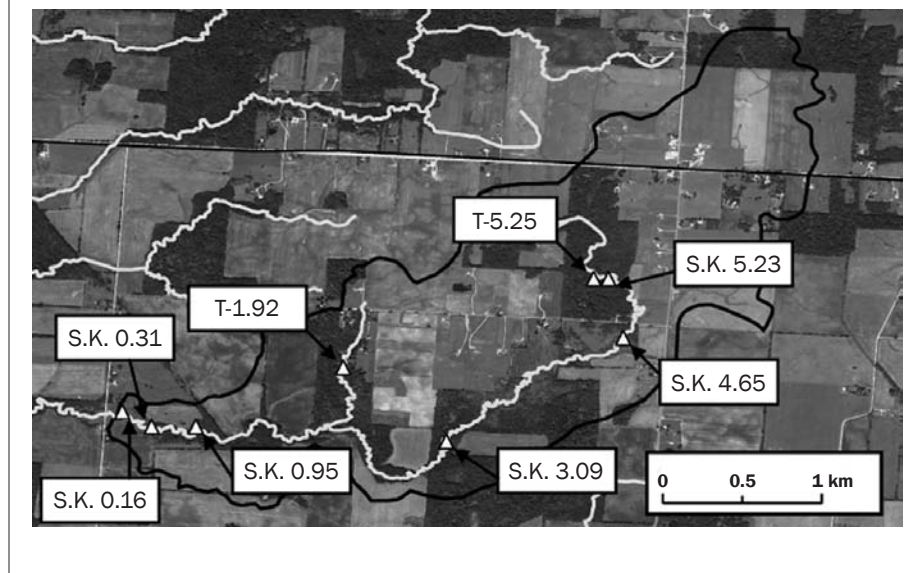 T-5.25
S.K. 5.23
T-1.92
S.K. 0.31
S.K. 4.65
S.K. 0.95
S.K. 3.09
S.K. 0.16
0 0.5 1 km